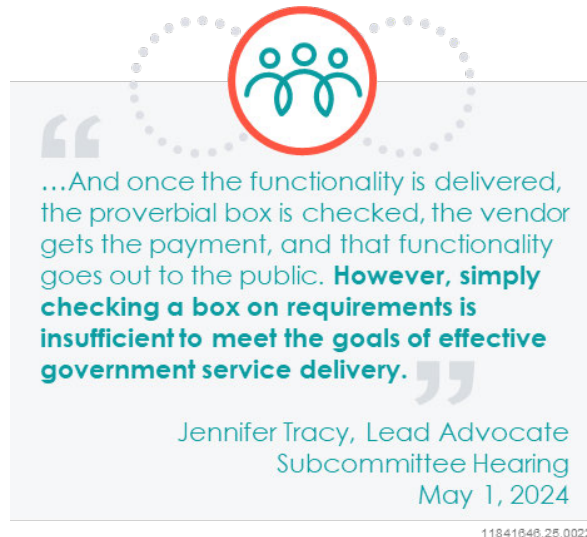 “
…And once the functionality is delivered,
the proverbial box is checked, the vendor
gets the payment, and that functionality
goes out to the public. However, simply
checking a box on requirements is
insufficient to meet the goals of effective
government service delivery. ”
Jennifer Tracy, Lead Advocate
Subcommittee Hearing
May 1, 2024